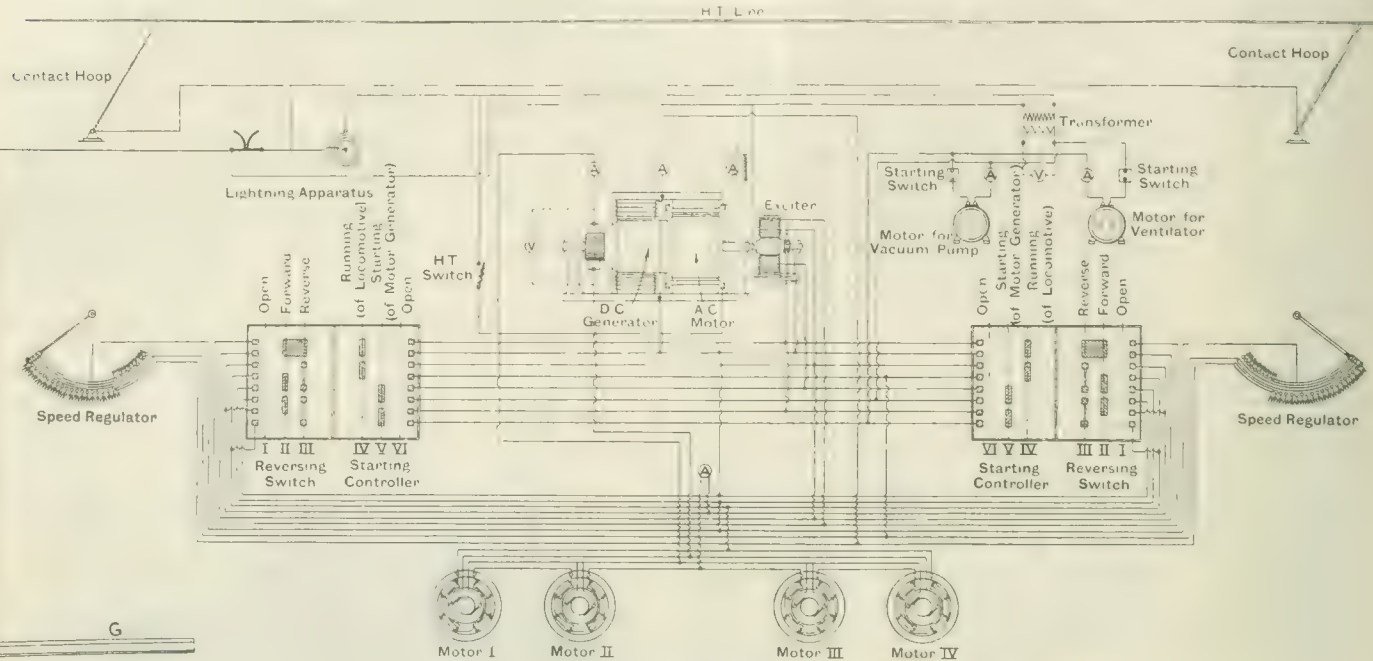 H T Line
Contact Hoop
Contact Hoop
Transformer
Lightning Apparatus
Starting
Switch
A
A
A
A
V
A
Starting
Switch
Exciter
Motor for
Vacuum Pump
Motor for
Ventilator
V
HT
Switch
D C
Generator
A C
Motor
Open
Forward
Reverse
Running
(of Locomotive)
Starting
(of Motor Generator)
Open
Open
Starting
(of Motor Generator)
Running
(of Locomotive)
Reverse
Forward
Open
Speed Regulator
Speed Regulator
I II III IV V VI
Reversing
Switch
Starting
Controller
VI V IV III II I
Starting
Controller
Reversing
Switch
A
G
Motor I
Motor II
Motor III
Motor IV